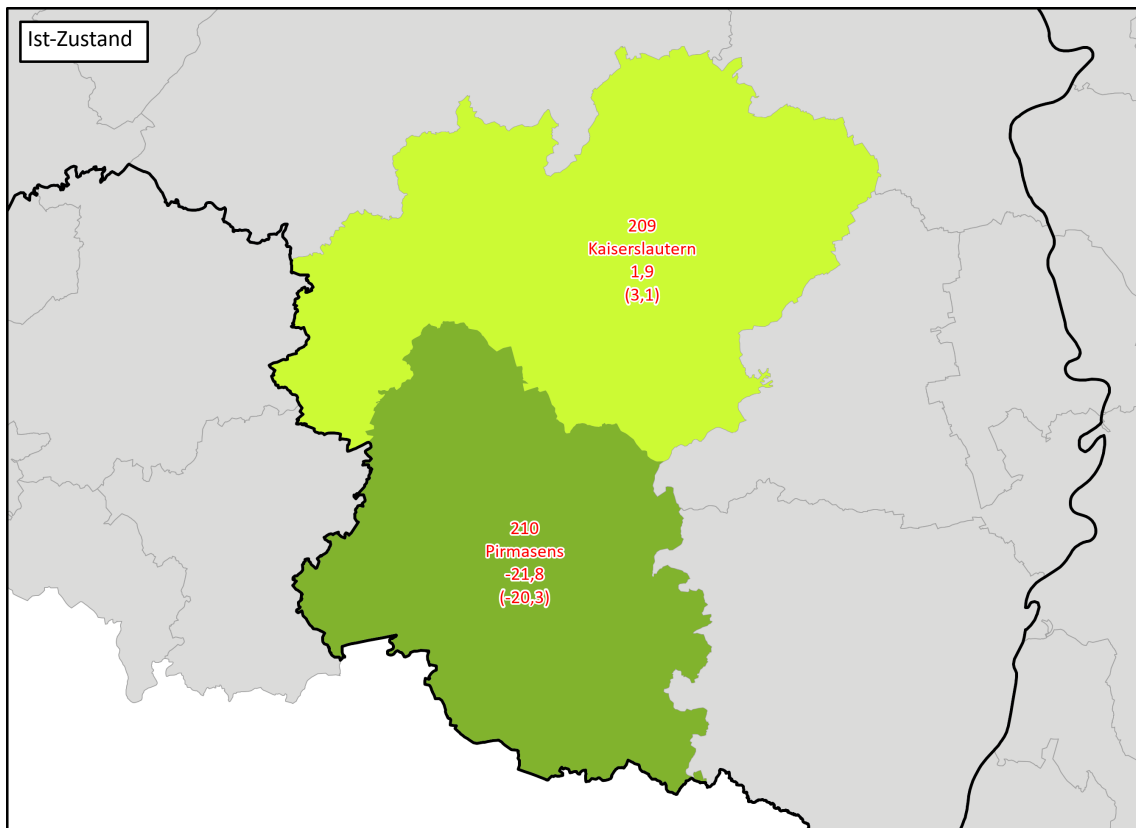 Ist-Zustand
209
Kaiserslautern
1,9
(3,1)
210
Pirmasens
-21,8
(-20,3)